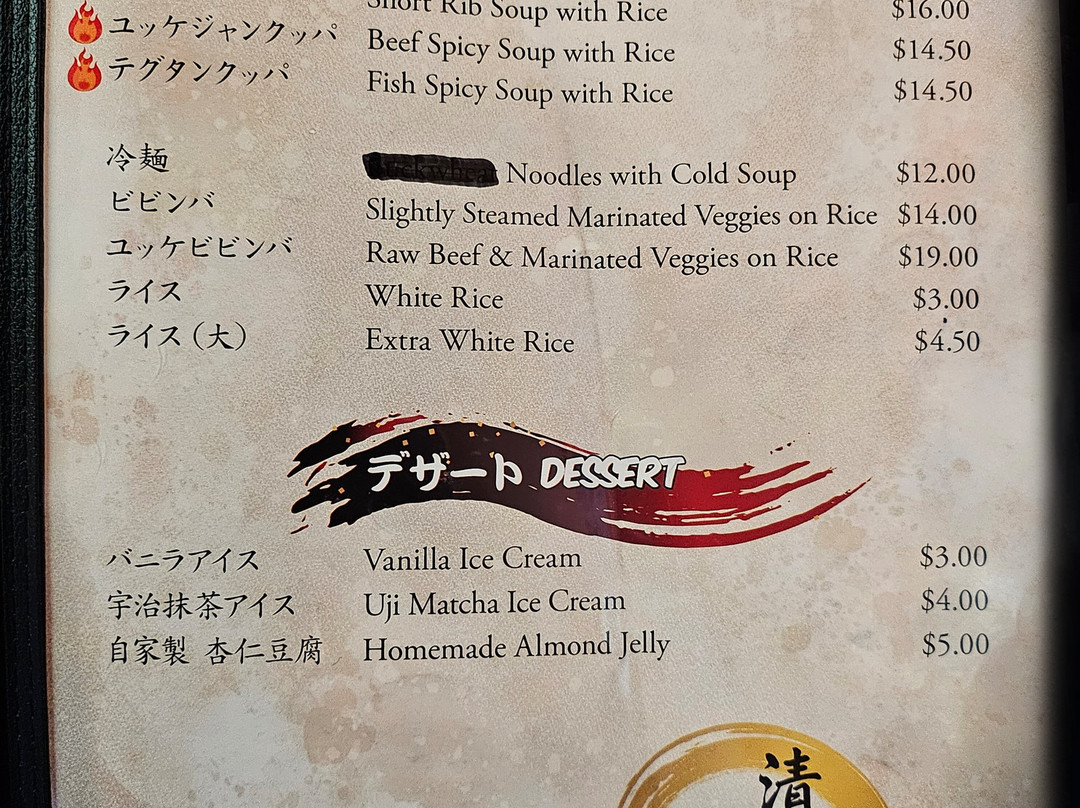 Short Rib Soup with Rice $16.00
ユッケジャンクッパ Beef Spicy Soup with Rice $14.50
テグタンクッパ Fish Spicy Soup with Rice $14.50
冷麺 Buckwheat Noodles with Cold Soup $12.00
ビビンバ Slightly Steamed Marinated Veggies on Rice $14.00
ユッケビビンバ Raw Beef & Marinated Veggies on Rice $19.00
ライス White Rice $3.00
ライス（大） Extra White Rice $4.50
デザート DESSERT
バニラアイス Vanilla Ice Cream $3.00
宇治抹茶アイス Uji Matcha Ice Cream $4.00
自家製 杏仁豆腐 Homemade Almond Jelly $5.00